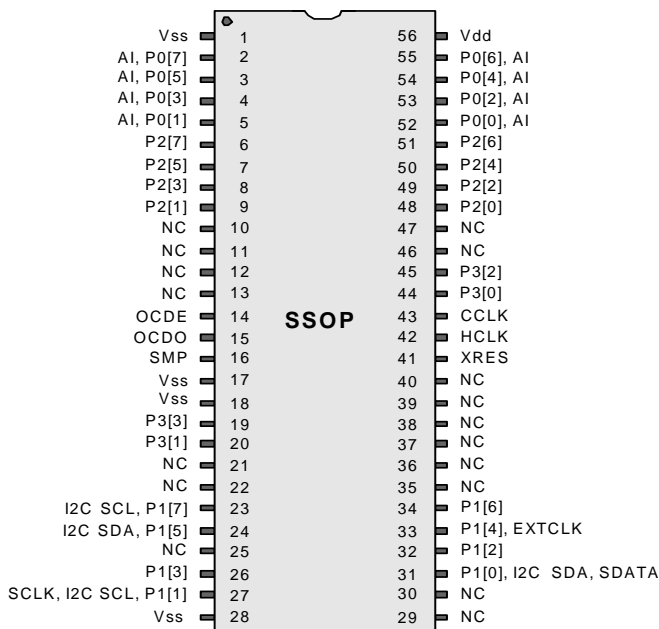 Vss 1 56 Vdd
AI, P0[7] 2 55 P0[6], AI
AI, P0[5] 3 54 P0[4], AI
AI, P0[3] 4 53 P0[2], AI
AI, P0[1] 5 52 P0[0], AI
P2[7] 6 51 P2[6]
P2[5] 7 50 P2[4]
P2[3] 8 49 P2[2]
P2[1] 9 48 P2[0]
NC 10 47 NC
NC 11 46 NC
NC 12 45 P3[2]
NC 13 44 P3[0]
OCDE 14 SSOP 43 CCLK
OCDO 15 42 HCLK
SMP 16 41 XRES
Vss 17 40 NC
Vss 18 39 NC
P3[3] 19 38 NC
P3[1] 20 37 NC
NC 21 36 NC
NC 22 35 NC
I2C SCL, P1[7] 23 34 P1[6]
I2C SDA, P1[5] 24 33 P1[4], EXTCLK
NC 25 32 P1[2]
P1[3] 26 31 P1[0], I2C SDA, SDATA
SCLK, I2C SCL, P1[1] 27 30 NC
Vss 28 29 NC